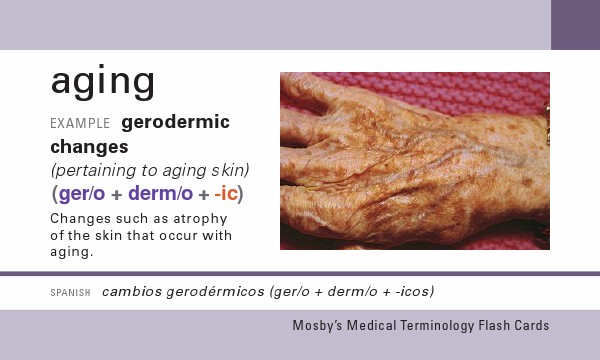 aging
EXAMPLE gerodermic
changes
(pertaining to aging skin)
(ger/o + derm/o + -ic)
Changes such as atrophy
of the skin that occur with
aging.
SPANISH cambios gerodérmicos (ger/o + derm/o + -icos)
Mosby's Medical Terminology Flash Cards